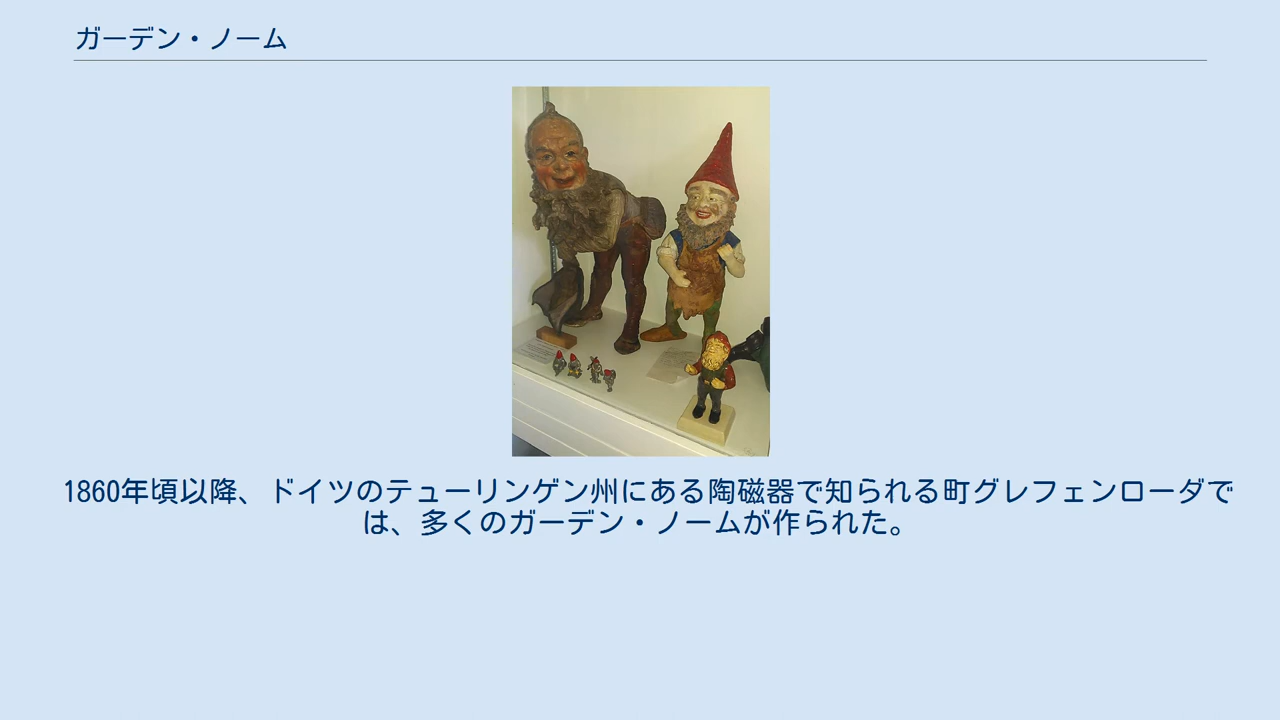 ガーデン・ノーム
1860年頃以降、ドイツのテューリンゲン州にある陶磁器で知られる町グレフェンローダで
は、多くのガーデン・ノームが作られた。